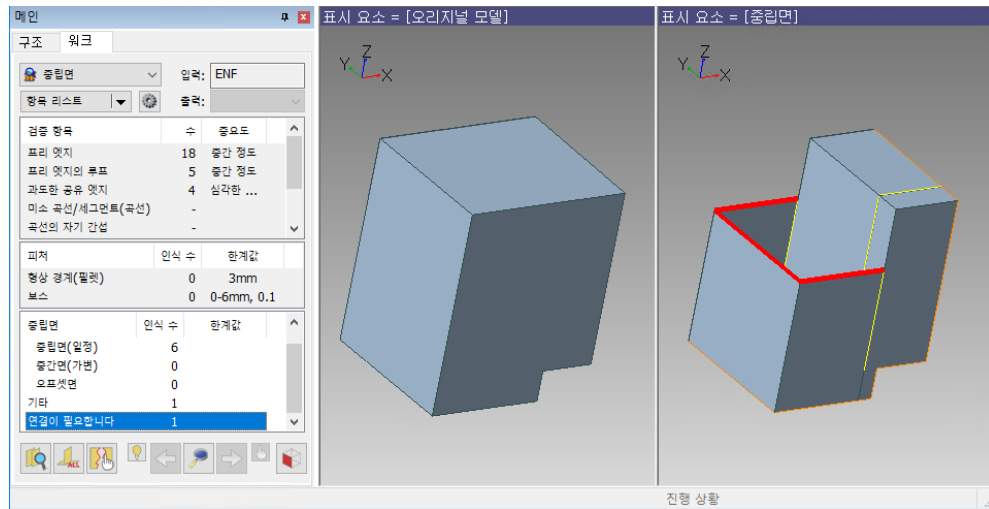 메인
구조 워크
중립면 입력: ENF
항목 리스트 출력:
검증 항목 수 중요도
프리 엣지 18 중간 정도
프리 엣지의 루프 5 중간 정도
과도한 공유 엣지 4 심각한 ...
미소 곡선/세그먼트(곡선) -
곡선의 자기 간섭 -
피처 인식 수 한계값
형상 경계(필렛) 0 3mm
보스 0 0-6mm, 0.1
중립면 인식 수 한계값
중립면(일정) 6
중간면(가변) 0
오프셋면 0
기타 1
연결이 필요합니다 1
ALL
표시 요소 = [오리지널 모델]
Z
Y X
표시 요소 = [중립면]
Z
Y X
진행 상황